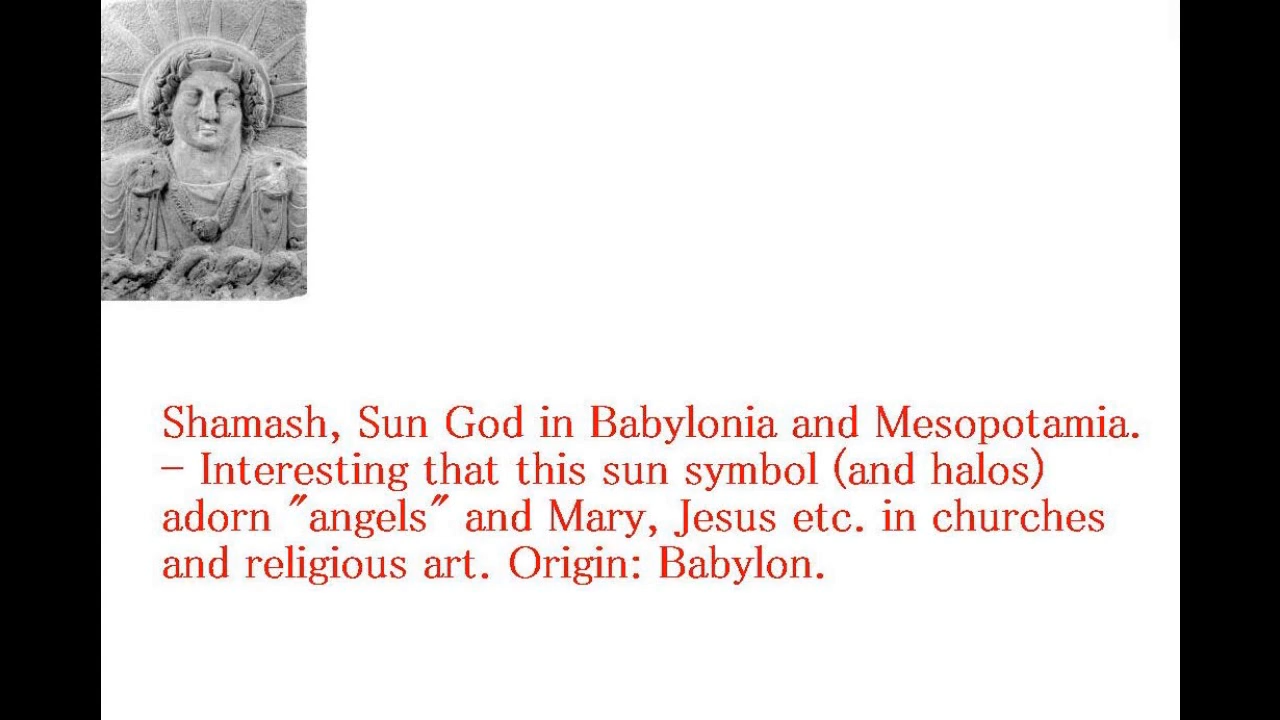 Shamash, Sun God in Babylonia and Mesopotamia.
- Interesting that this sun symbol (and halos)
adorn "angels" and Mary, Jesus etc. in churches
and religious art. Origin: Babylon.